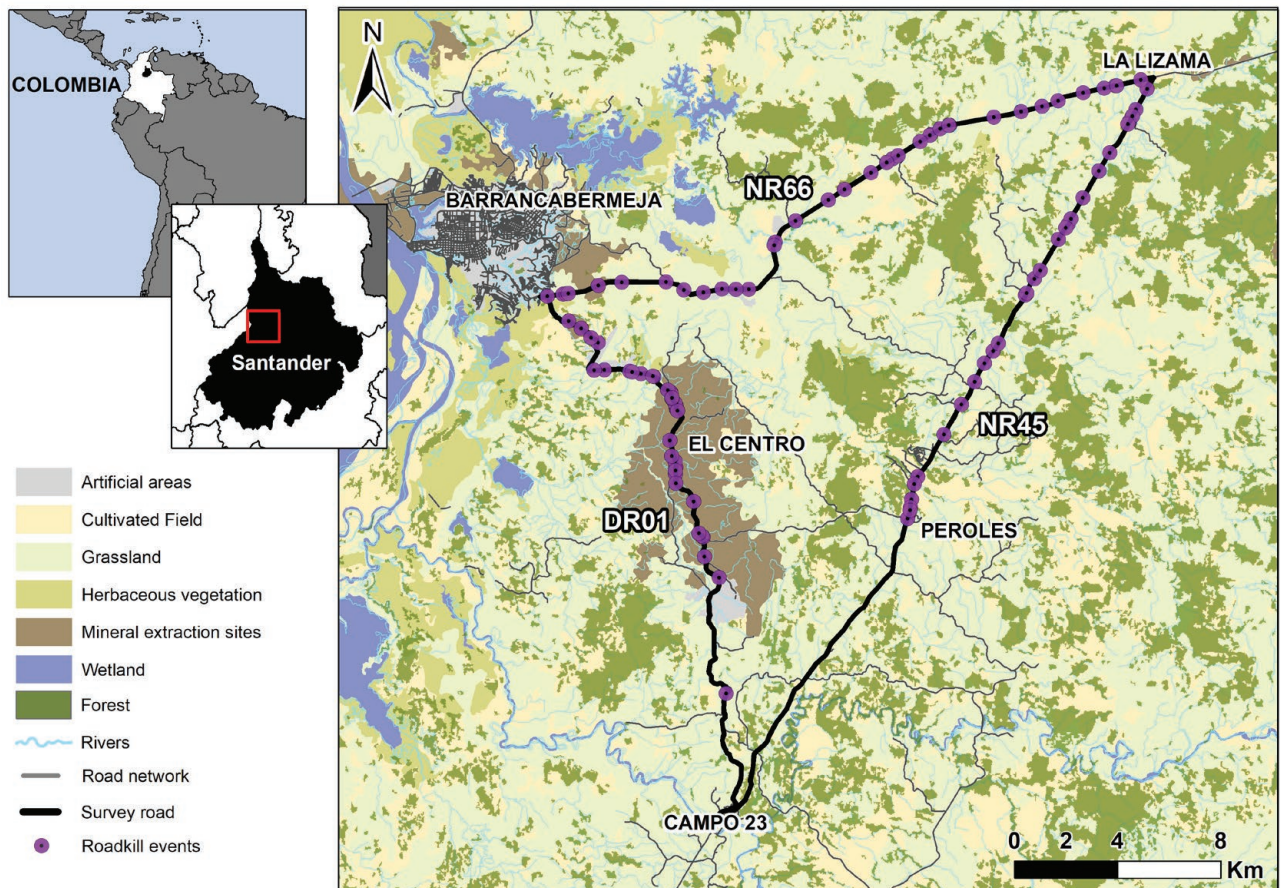 COLOMBIA
Santander
Artificial areas
Cultivated Field
Grassland
Herbaceous vegetation
Mineral extraction sites
Wetland
Forest
Rivers
Road network
Survey road
Roadkill events
N
LA LIZAMA
NR66
BARRANCABERMEJA
NR45
EL CENTRO
DR01
PEROLES
CAMPO 23
0 2 4 8
Km